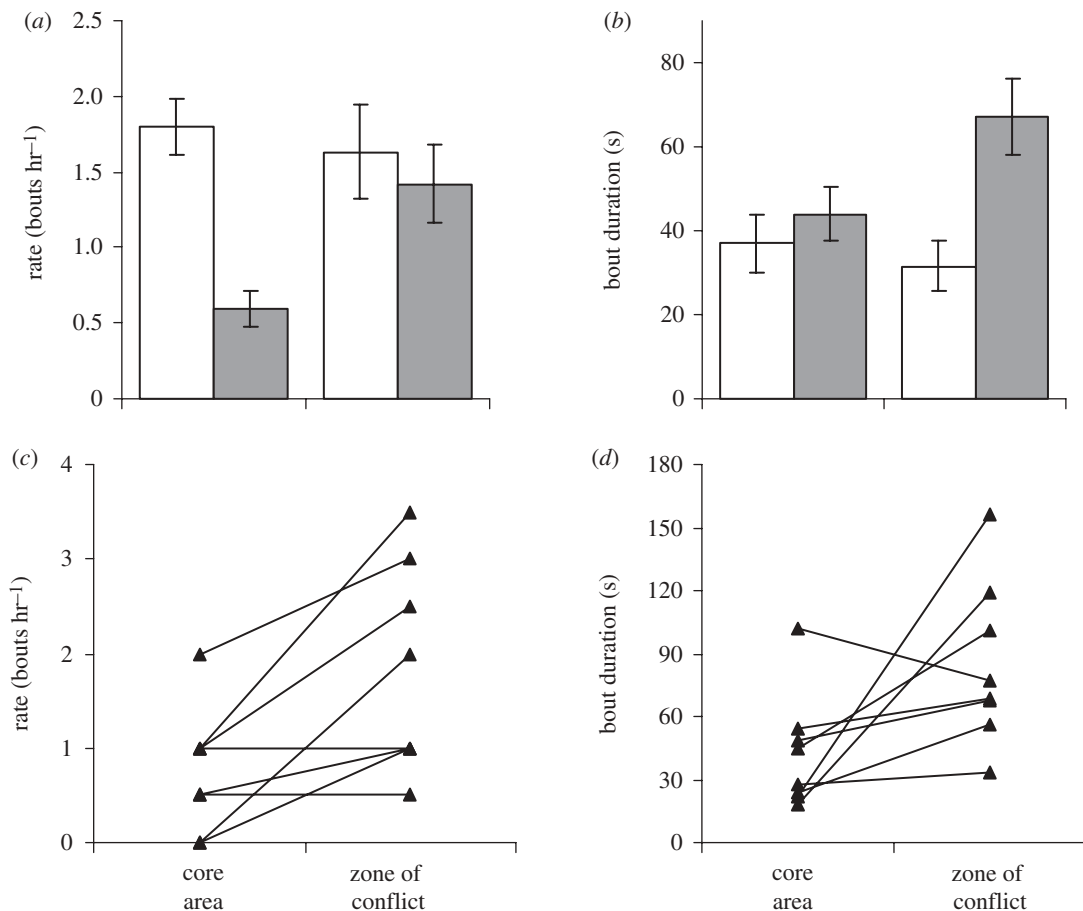 (a)
2.5
2.0
1.5
1.0
0.5
0
rate (bouts hr⁻¹)
(b)
80
60
40
20
0
bout duration (s)
(c)
4
3
2
1
0
rate (bouts hr⁻¹)
core
area
zone of
conflict
(d)
180
150
120
90
60
30
0
bout duration (s)
core
area
zone of
conflict